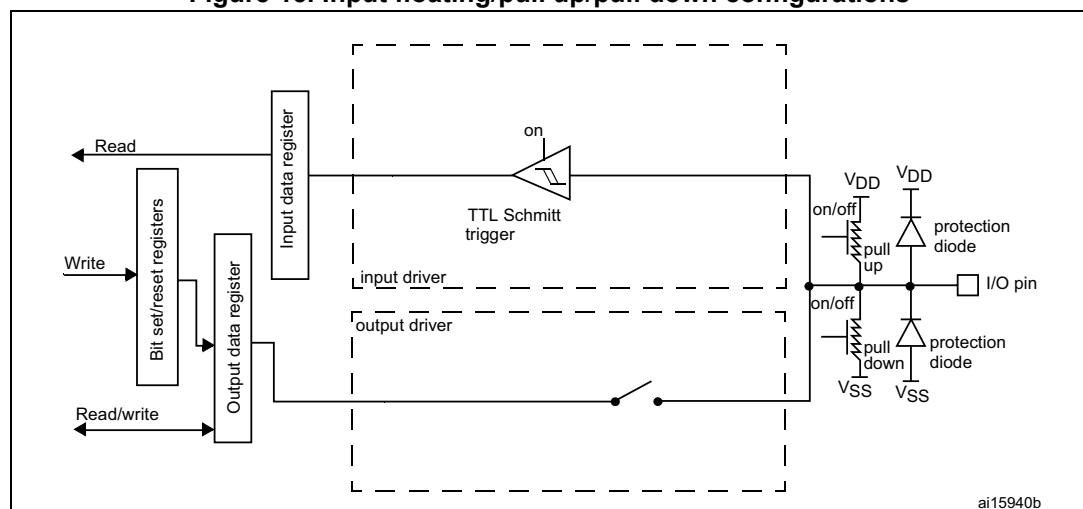 Input floating/pull up/pull down configurations
Read
Write
Read/write
Bit set/reset registers
Output data register
Input data register
on
TTL Schmitt
trigger
input driver
output driver
VDD
VDD
on/off
pull
up
protection
diode
I/O pin
on/off
pull
down
protection
diode
VSS
VSS
ai15940b